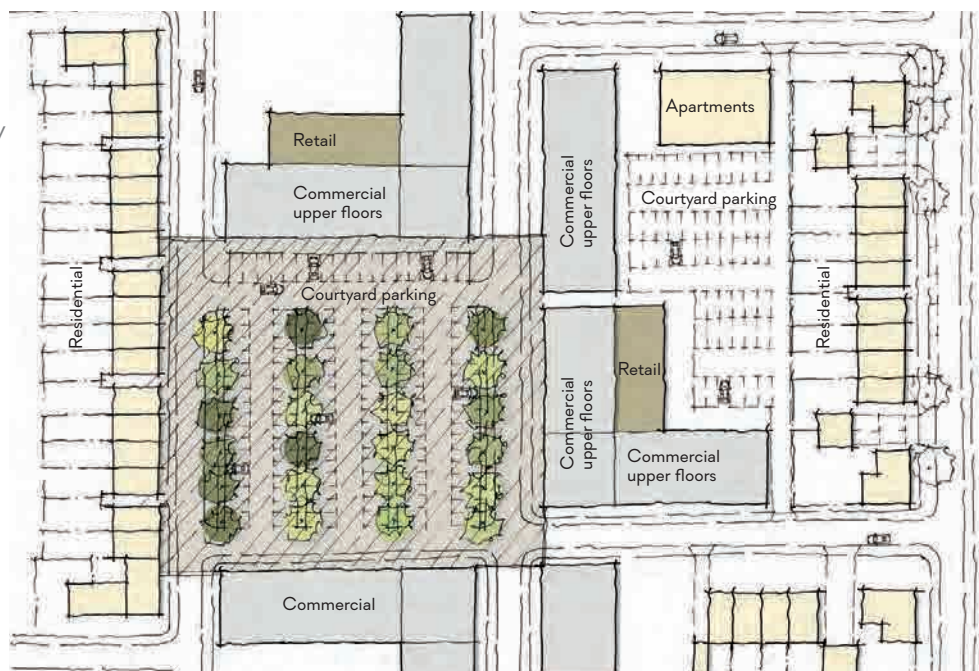 Apartments
Retail
Commercial
upper floors
Commercial
upper floors
Courtyard parking
Courtyard parking
Residential
Residential
Retail
Commercial
upper floors
Commercial
upper floors
Commercial